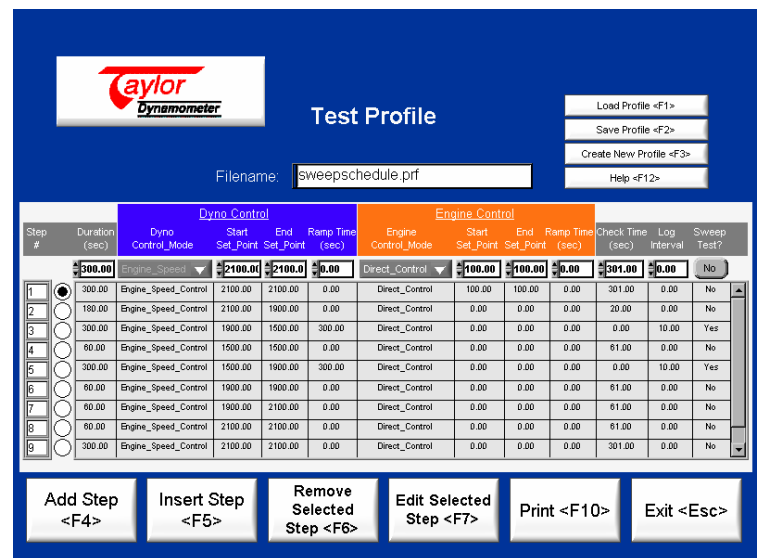 Taylor
Dynamometer
Test Profile
Load Profile <F1>
Save Profile <F2>
Create New Profile <F3>
Help <F12>
Filename: sweepschedule.prf
Dyno Control Engine Control
Step # Duration (sec) Dyno Control_Mode Start Set_Point End Set_Point Ramp Time (sec) Engine Control_Mode Start Set_Point End Set_Point Ramp Time (sec) Check Time (sec) Log Interval Sweep Test?
300.00 Engine_Speed 2100.0 2100.0 0.00 Direct_Control 100.00 100.00 0.00 301.00 0.00 No
1 300.00 Engine_Speed_Control 2100.00 2100.00 0.00 Direct_Control 100.00 100.00 0.00 301.00 0.00 No
2 180.00 Engine_Speed_Control 2100.00 1900.00 0.00 Direct_Control 0.00 0.00 0.00 20.00 0.00 No
3 300.00 Engine_Speed_Control 1900.00 1500.00 300.00 Direct_Control 0.00 0.00 0.00 0.00 10.00 Yes
4 60.00 Engine_Speed_Control 1500.00 1500.00 0.00 Direct_Control 0.00 0.00 0.00 61.00 0.00 No
5 300.00 Engine_Speed_Control 1500.00 1900.00 300.00 Direct_Control 0.00 0.00 0.00 0.00 10.00 Yes
6 60.00 Engine_Speed_Control 1900.00 1900.00 0.00 Direct_Control 0.00 0.00 0.00 61.00 0.00 No
7 60.00 Engine_Speed_Control 1900.00 2100.00 0.00 Direct_Control 0.00 0.00 0.00 61.00 0.00 No
8 60.00 Engine_Speed_Control 2100.00 2100.00 0.00 Direct_Control 0.00 0.00 0.00 61.00 0.00 No
9 300.00 Engine_Speed_Control 2100.00 2100.00 0.00 Direct_Control 0.00 0.00 0.00 301.00 0.00 No
Add Step <F4>
Insert Step <F5>
Remove Selected Step <F6>
Edit Selected Step <F7>
Print <F10>
Exit <Esc>